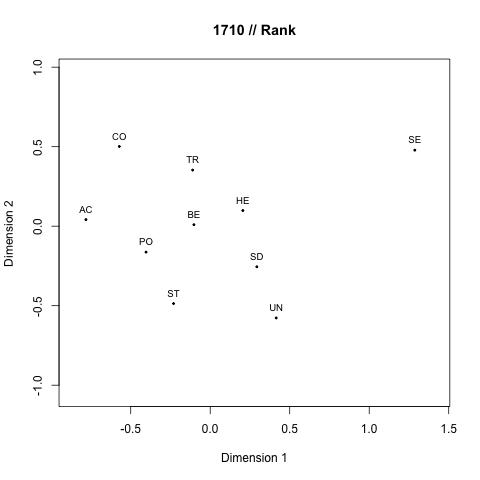 1710 // Rank
Dimension 2
1.0
0.5
0.0
-0.5
-1.0
CO
SE
TR
AC
HE
BE
PO
SD
ST
UN
-0.5 0.0 0.5 1.0 1.5
Dimension 1